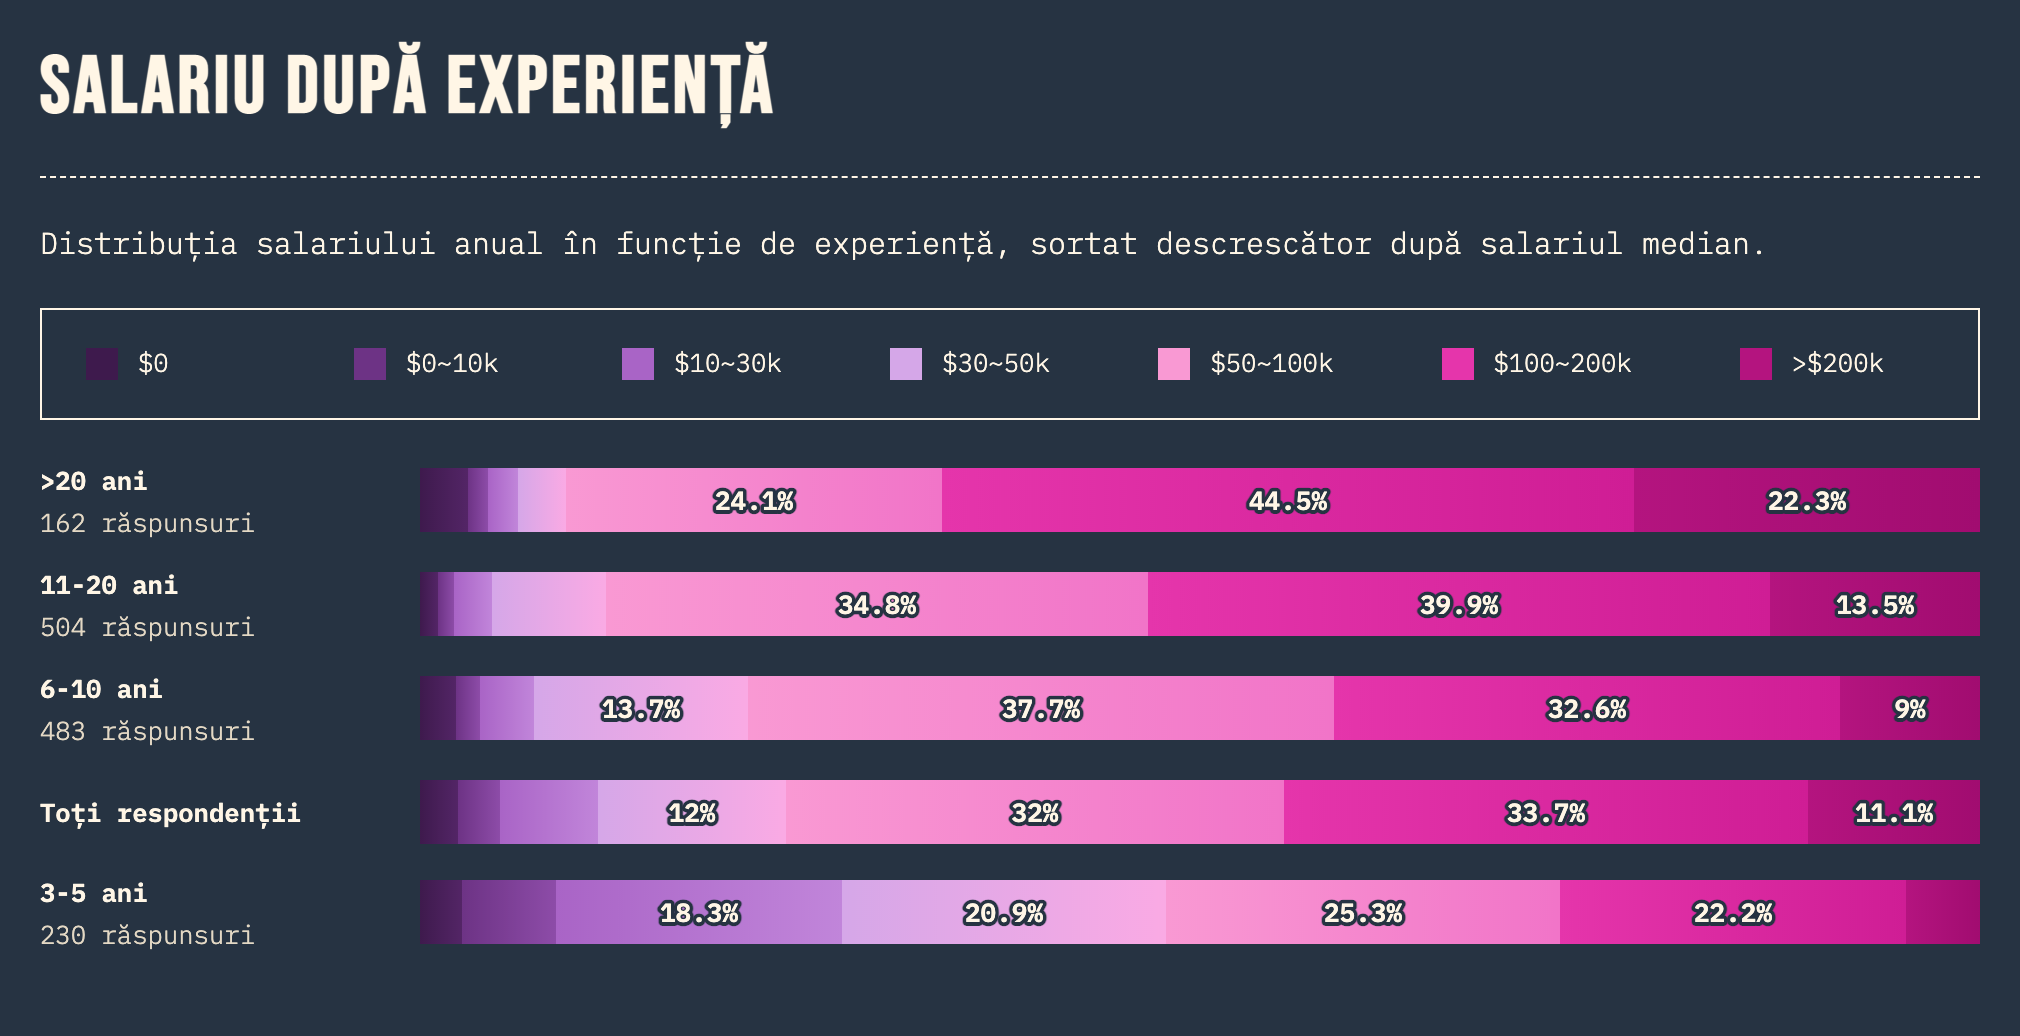 SALARIU DUPĂ EXPERIENȚĂ
Distribuția salariului anual în funcție de experiență, sortat descrescător după salariul median.
$0 $0~10k $10~30k $30~50k $50~100k $100~200k >$200k
>20 ani
162 răspunsuri
24.1% 44.5% 22.3%
11-20 ani
504 răspunsuri
34.8% 39.9% 13.5%
6-10 ani
483 răspunsuri
13.7% 37.7% 32.6% 9%
Toți respondenții
12% 32% 33.7% 11.1%
3-5 ani
230 răspunsuri
18.3% 20.9% 25.3% 22.2%